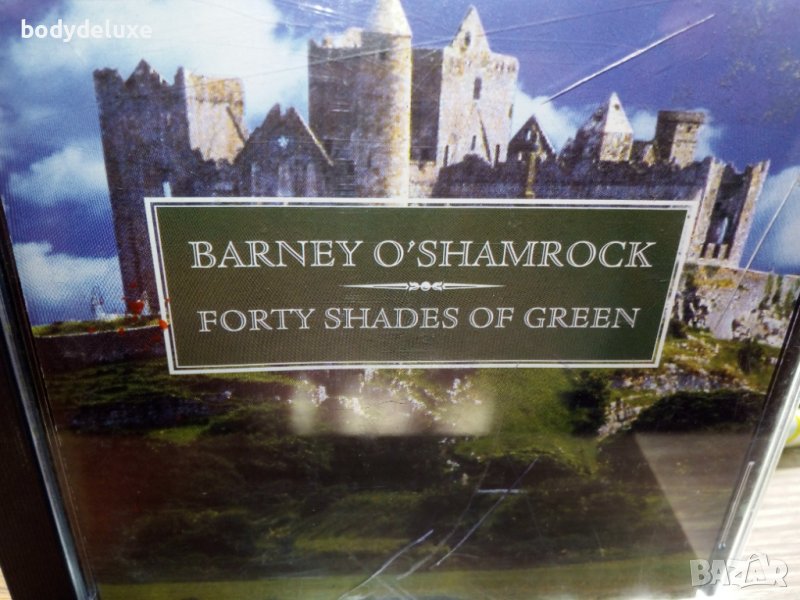 bodydeluxe
BARNEY O'SHAMROCK
FORTY SHADES OF GREEN
BAZAR